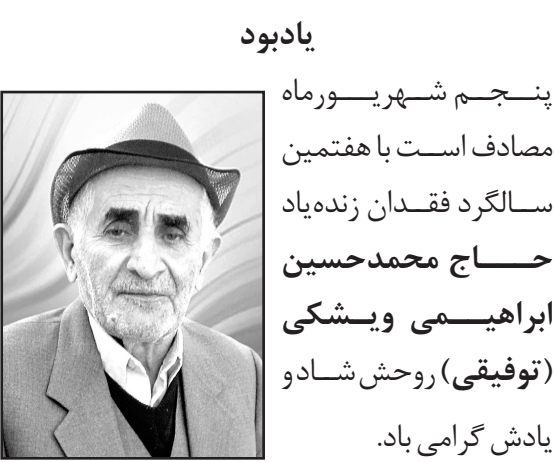 یادبود
پنجم شهریورماه
مصادف است با هفتمین
سالگرد فقدان زنده‌یاد
حاج محمدحسین
ابراهیمی ویشکی
(توفیقی) روحش شاد و
یادش گرامی باد.